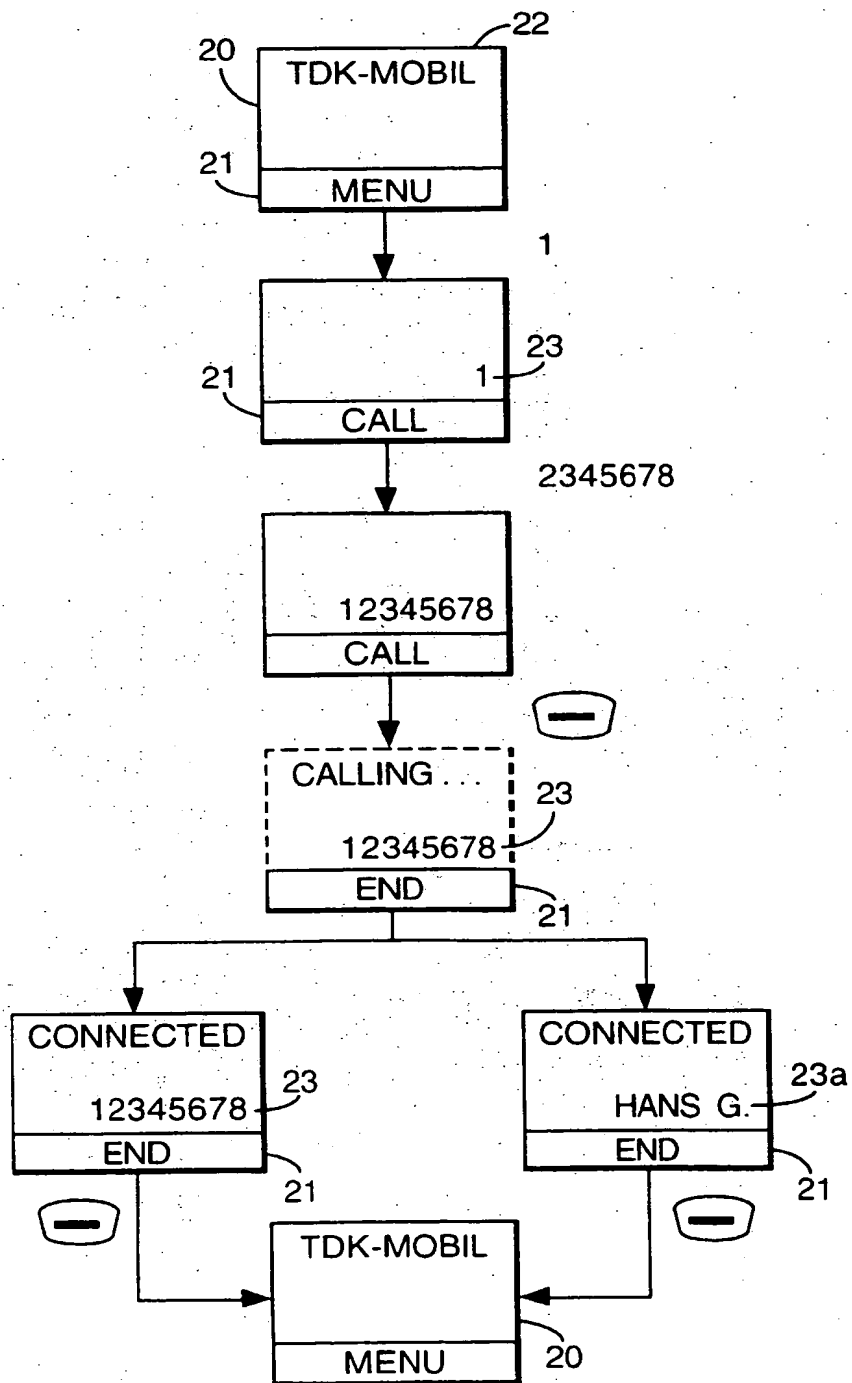 22
20
TDK-MOBIL
21
MENU
1
23
1
21
CALL
2345678
12345678
CALL
CALLING...
23
12345678
END
21
CONNECTED
CONNECTED
23
23a
12345678
HANS G.
END
END
21
21
TDK-MOBIL
20
MENU